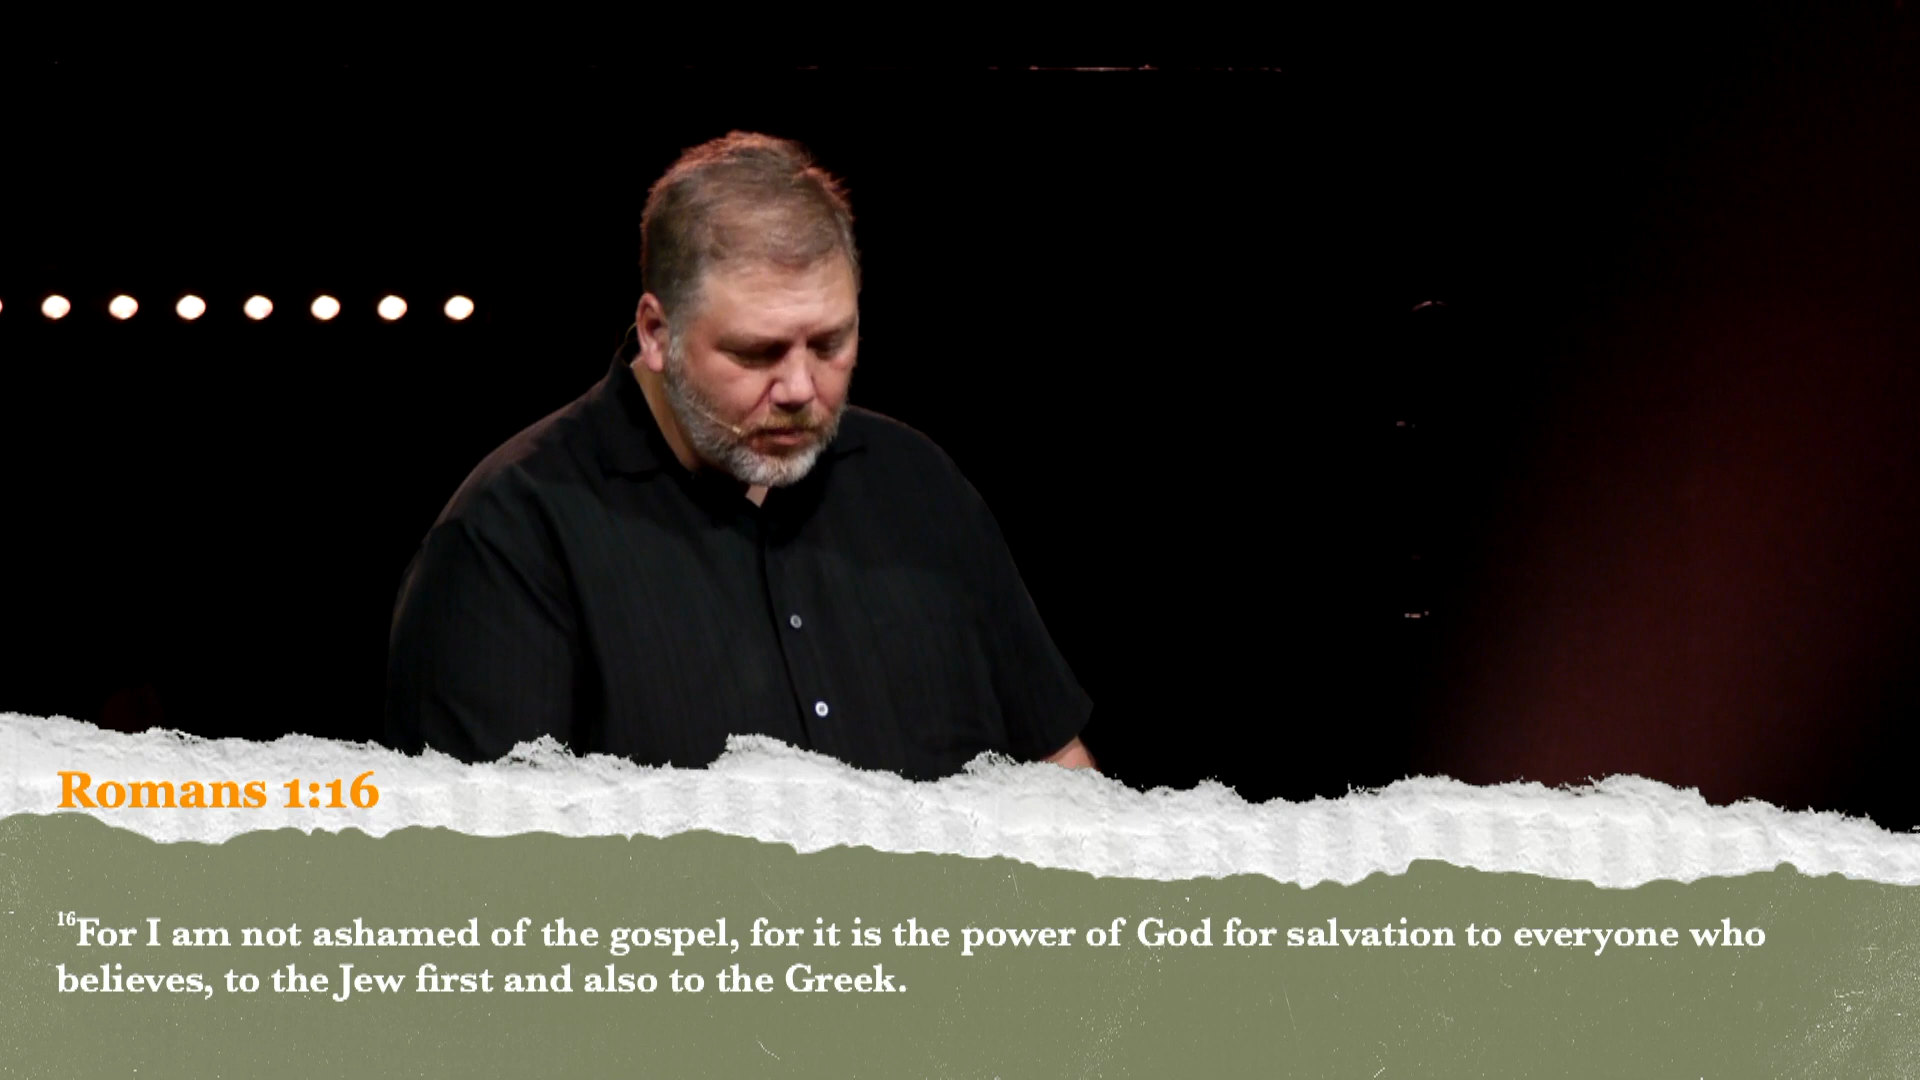 Romans 1:16
16For I am not ashamed of the gospel, for it is the power of God for salvation to everyone who
believes, to the Jew first and also to the Greek.